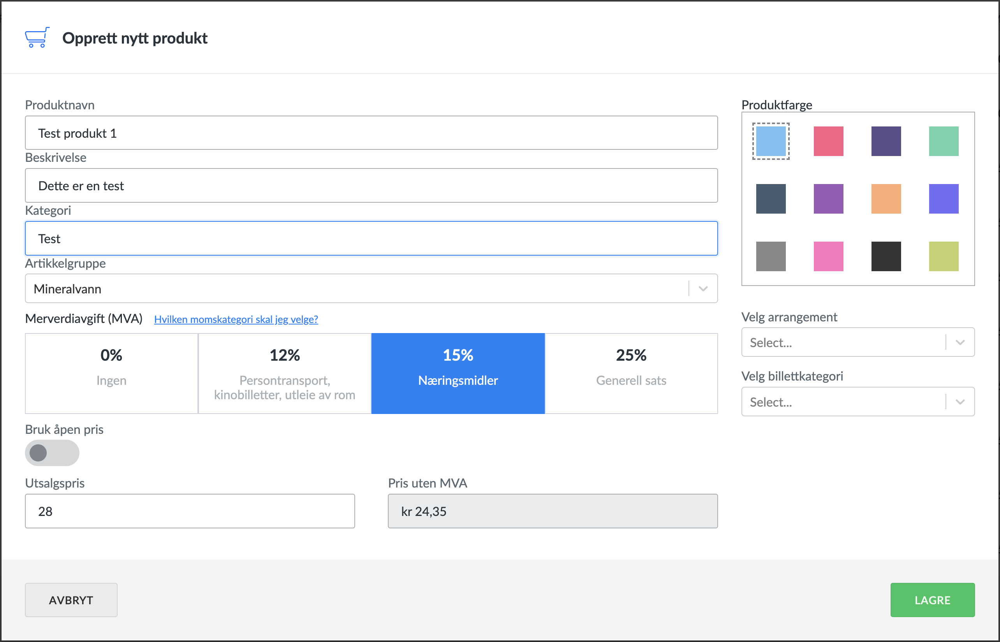 Opprett nytt produkt
Produktnavn
Test produkt 1
Beskrivelse
Dette er en test
Kategori
Test
Artikkelgruppe
Mineralvann
Merverdiavgift (MVA) Hvilken momskategori skal jeg velge?
0%
Ingen
12%
Persontransport,
kinobilletter, utleie av rom
15%
Næringsmidler
25%
Generell sats
Bruk åpen pris
Utsalgspris
28
Pris uten MVA
kr 24,35
Produktfarge
Velg arrangement
Select...
Velg billettkategori
Select...
AVBRYT
LAGRE